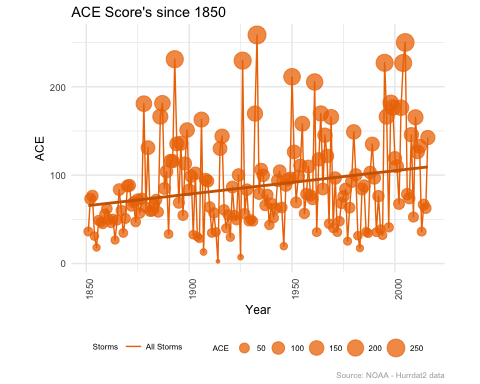 ACE Score's since 1850
ACE
200
100
0
1850
1900
1950
2000
Year
Storms All Storms ACE 50 100 150 200 250
Source: NOAA - Hurrdat2 data